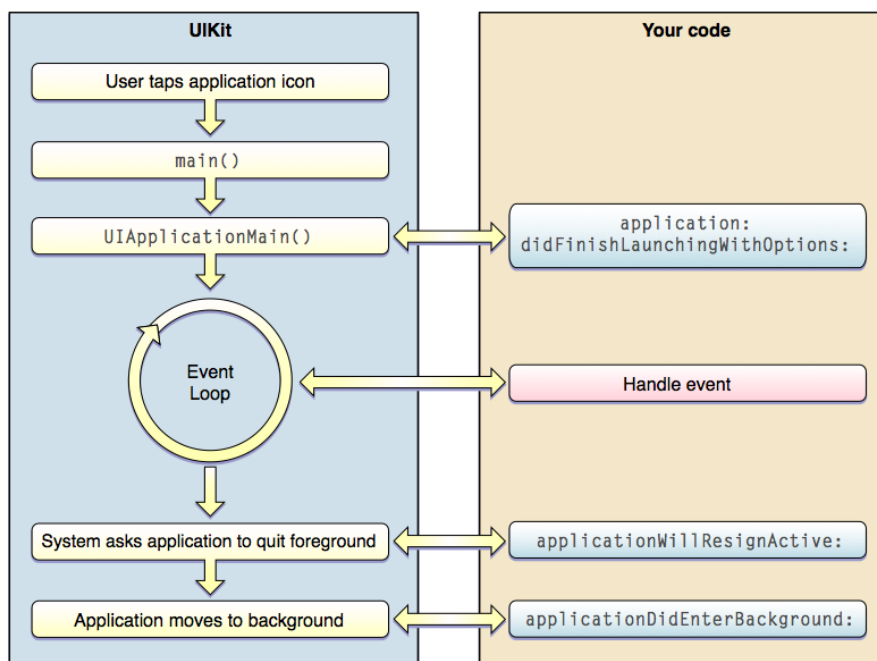 UIKit
Your code
User taps application icon
main()
UIApplicationMain()
application:
didFinishLaunchingWithOptions:
Event
Loop
Handle event
System asks application to quit foreground
applicationWillResignActive:
Application moves to background
applicationDidEnterBackground: